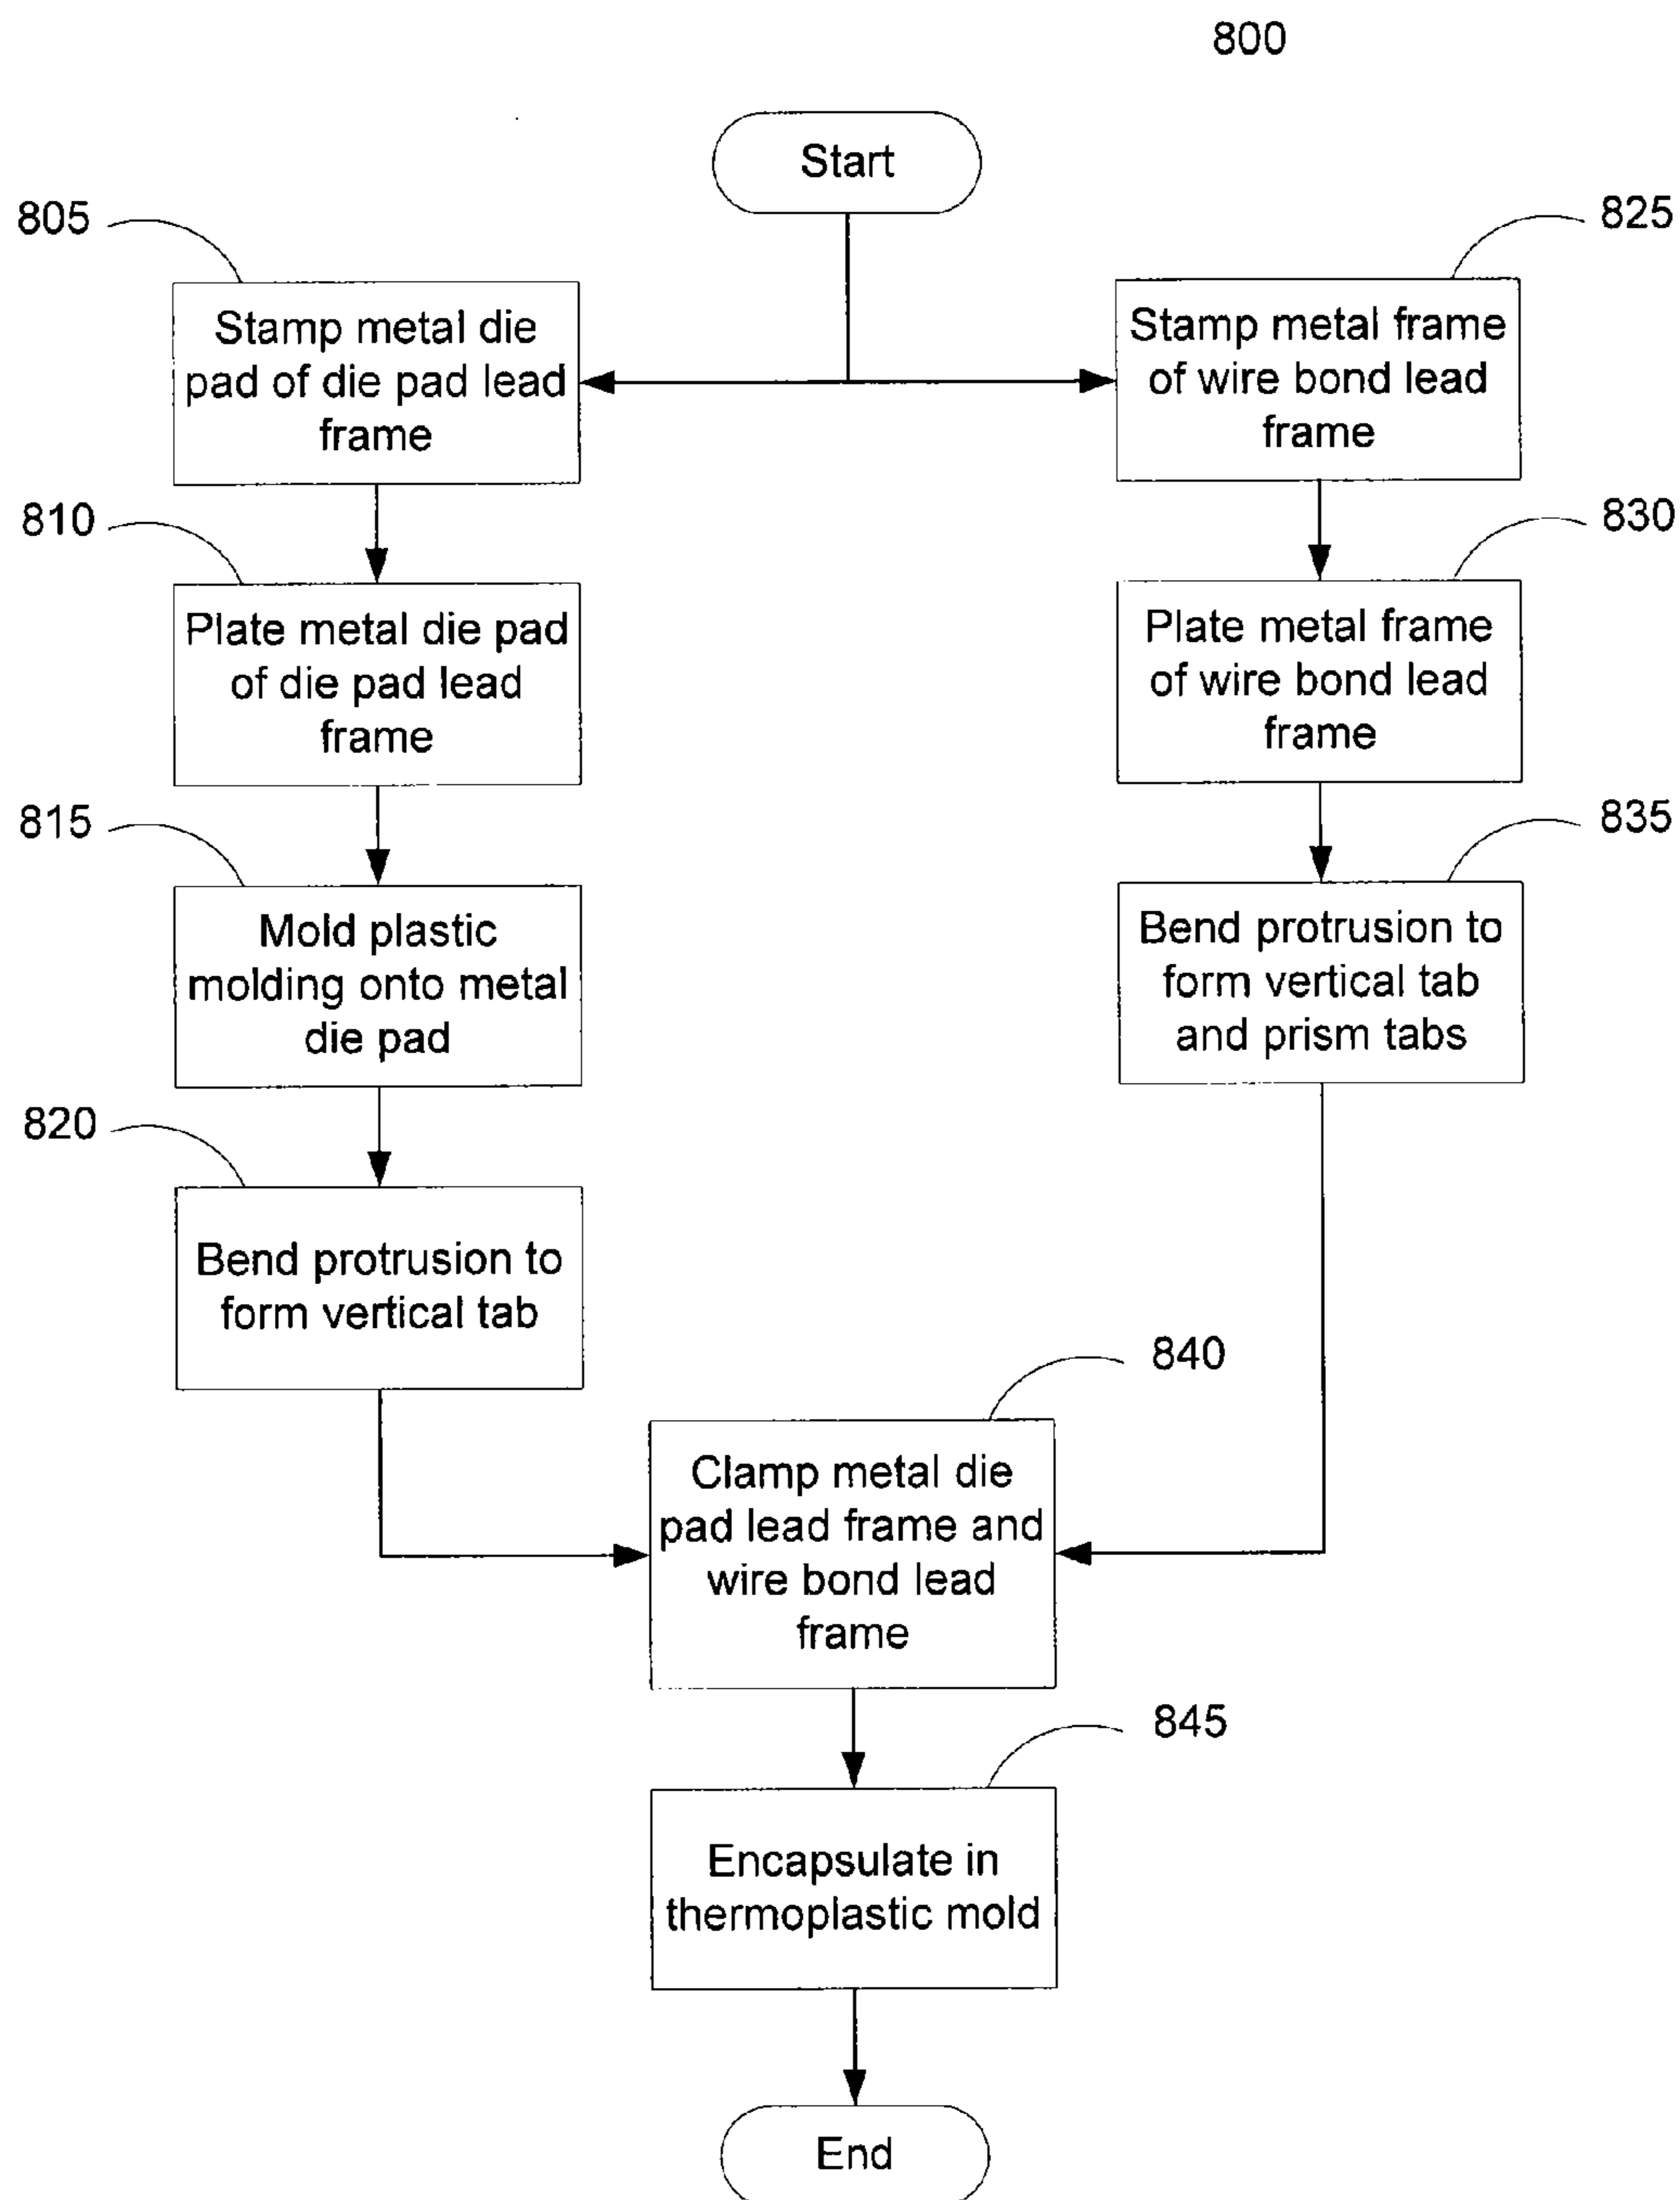 800
Start
805
Stamp metal die
pad of die pad lead
frame
825
Stamp metal frame
of wire bond lead
frame
810
Plate metal die pad
of die pad lead
frame
830
Plate metal frame
of wire bond lead
frame
815
Mold plastic
molding onto metal
die pad
835
Bend protrusion to
form vertical tab
and prism tabs
820
Bend protrusion to
form vertical tab
840
Clamp metal die
pad lead frame and
wire bond lead
frame
845
Encapsulate in
thermoplastic mold
End